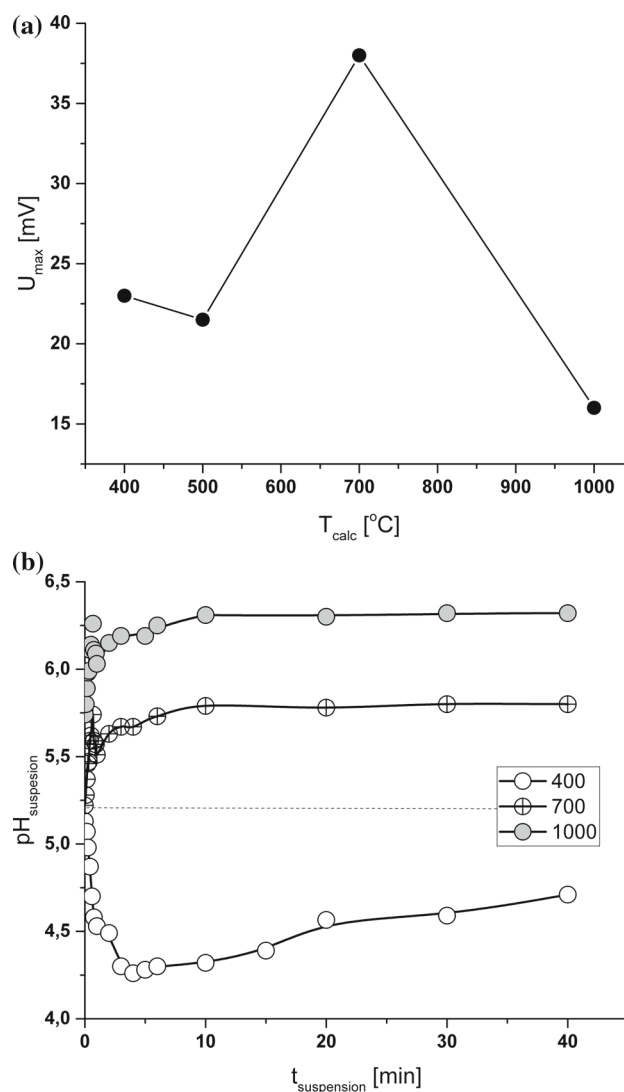 (a)
40
35
30
25
20
15
U_max [mV]
400 500 600 700 800 900 1000
T_calc [°C]
(b)
6,5
6,0
5,5
5,0
4,5
4,0
pH_suspesion
400
700
1000
0 10 20 30 40
t_suspension [min]